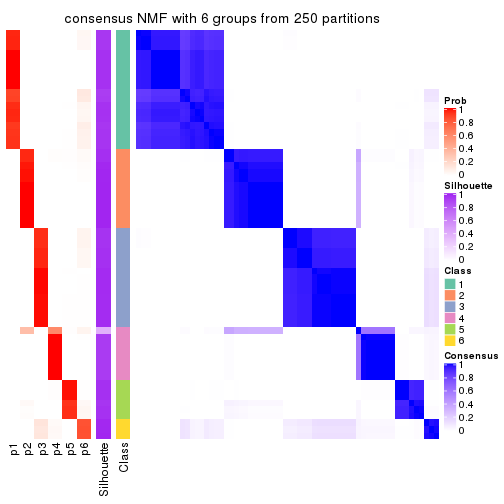 consensus NMF with 6 groups from 250 partitions
Prob
1
0.8
0.6
0.4
0.2
0
Silhouette
1
0.8
0.6
0.4
0.2
0
Class
1
2
3
4
5
6
Consensus
1
0.8
0.6
0.4
0.2
0
p1
p2
p3
p4
p5
p6
Silhouette
Class